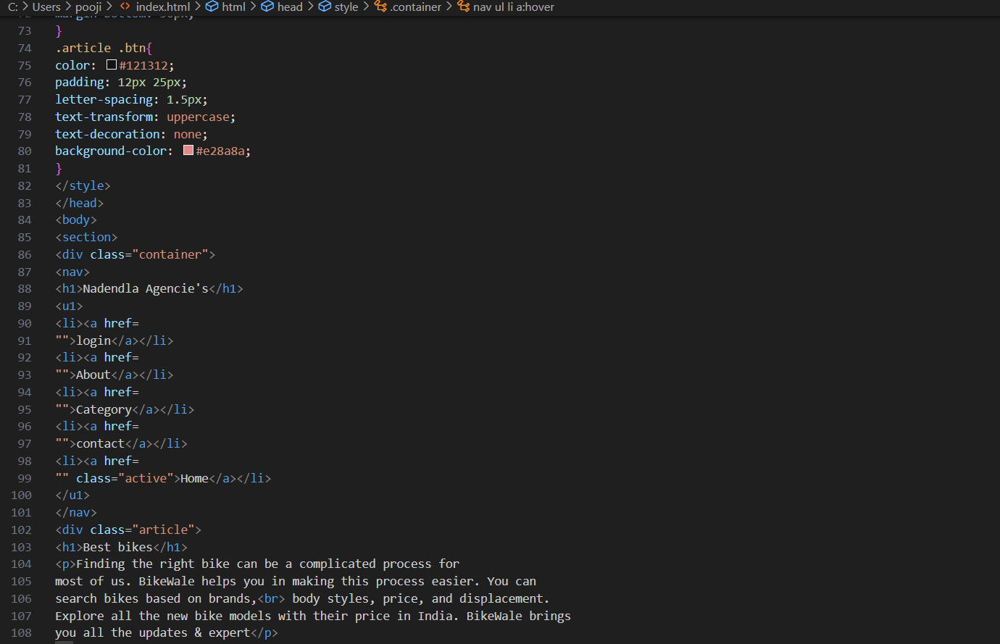 C: > Users > pooji > <> index.html > html > head > style > .container > nav ul li a:hover
72 margin-bottom: 50px;
73 }
74 .article .btn{
75 color: #121312;
76 padding: 12px 25px;
77 letter-spacing: 1.5px;
78 text-transform: uppercase;
79 text-decoration: none;
80 background-color: #e28a8a;
81 }
82 </style>
83 </head>
84 <body>
85 <section>
86 <div class="container">
87 <nav>
88 <h1>Nadendla Agencie's</h1>
89 <u1>
90 <li><a href=
91 "">login</a></li>
92 <li><a href=
93 "">About</a></li>
94 <li><a href=
95 "">Category</a></li>
96 <li><a href=
97 "">contact</a></li>
98 <li><a href=
99 "" class="active">Home</a></li>
100 </u1>
101 </nav>
102 <div class="article">
103 <h1>Best bikes</h1>
104 <p>Finding the right bike can be a complicated process for
105 most of us. BikeWale helps you in making this process easier. You can
106 search bikes based on brands,<br> body styles, price, and displacement.
107 Explore all the new bike models with their price in India. BikeWale brings
108 you all the updates & expert</p>